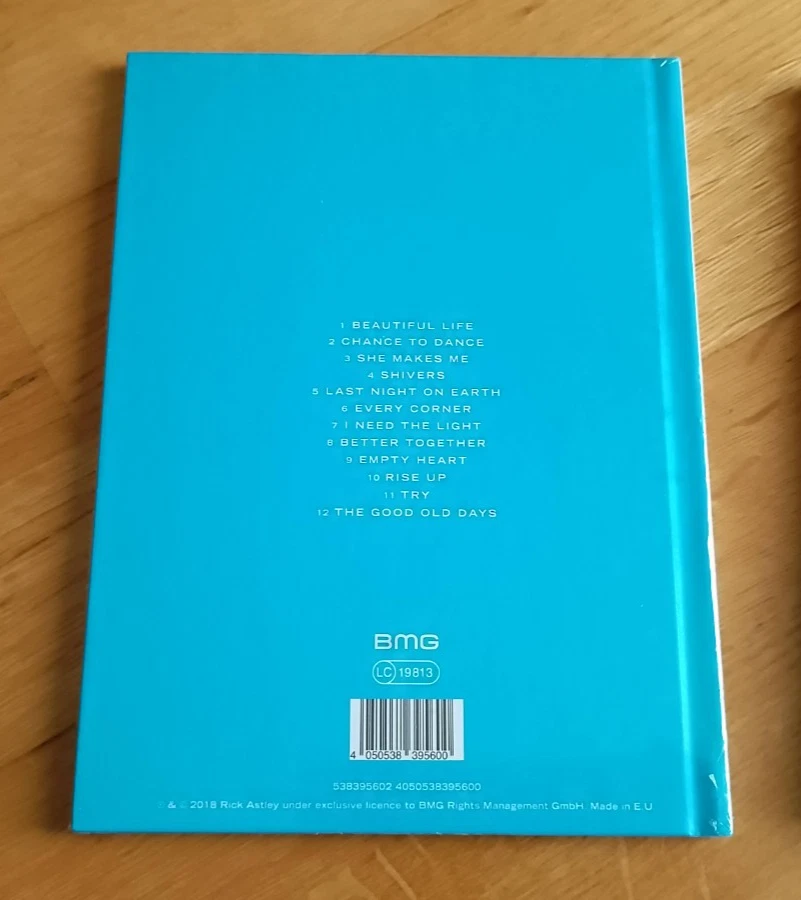 1 BEAUTIFUL LIFE
2 CHANCE TO DANCE
3 SHE MAKES ME
4 SHIVERS
5 LAST NIGHT ON EARTH
6 EVERY CORNER
7 I NEED THE LIGHT
8 BETTER TOGETHER
9 EMPTY HEART
10 RISE UP
11 TRY
12 THE GOOD OLD DAYS
BMG
LC 19813
4 050538 395600
538395602 4050538395600
℗ & © 2018 Rick Astley under exclusive licence to BMG Rights Management GmbH. Made in E.U